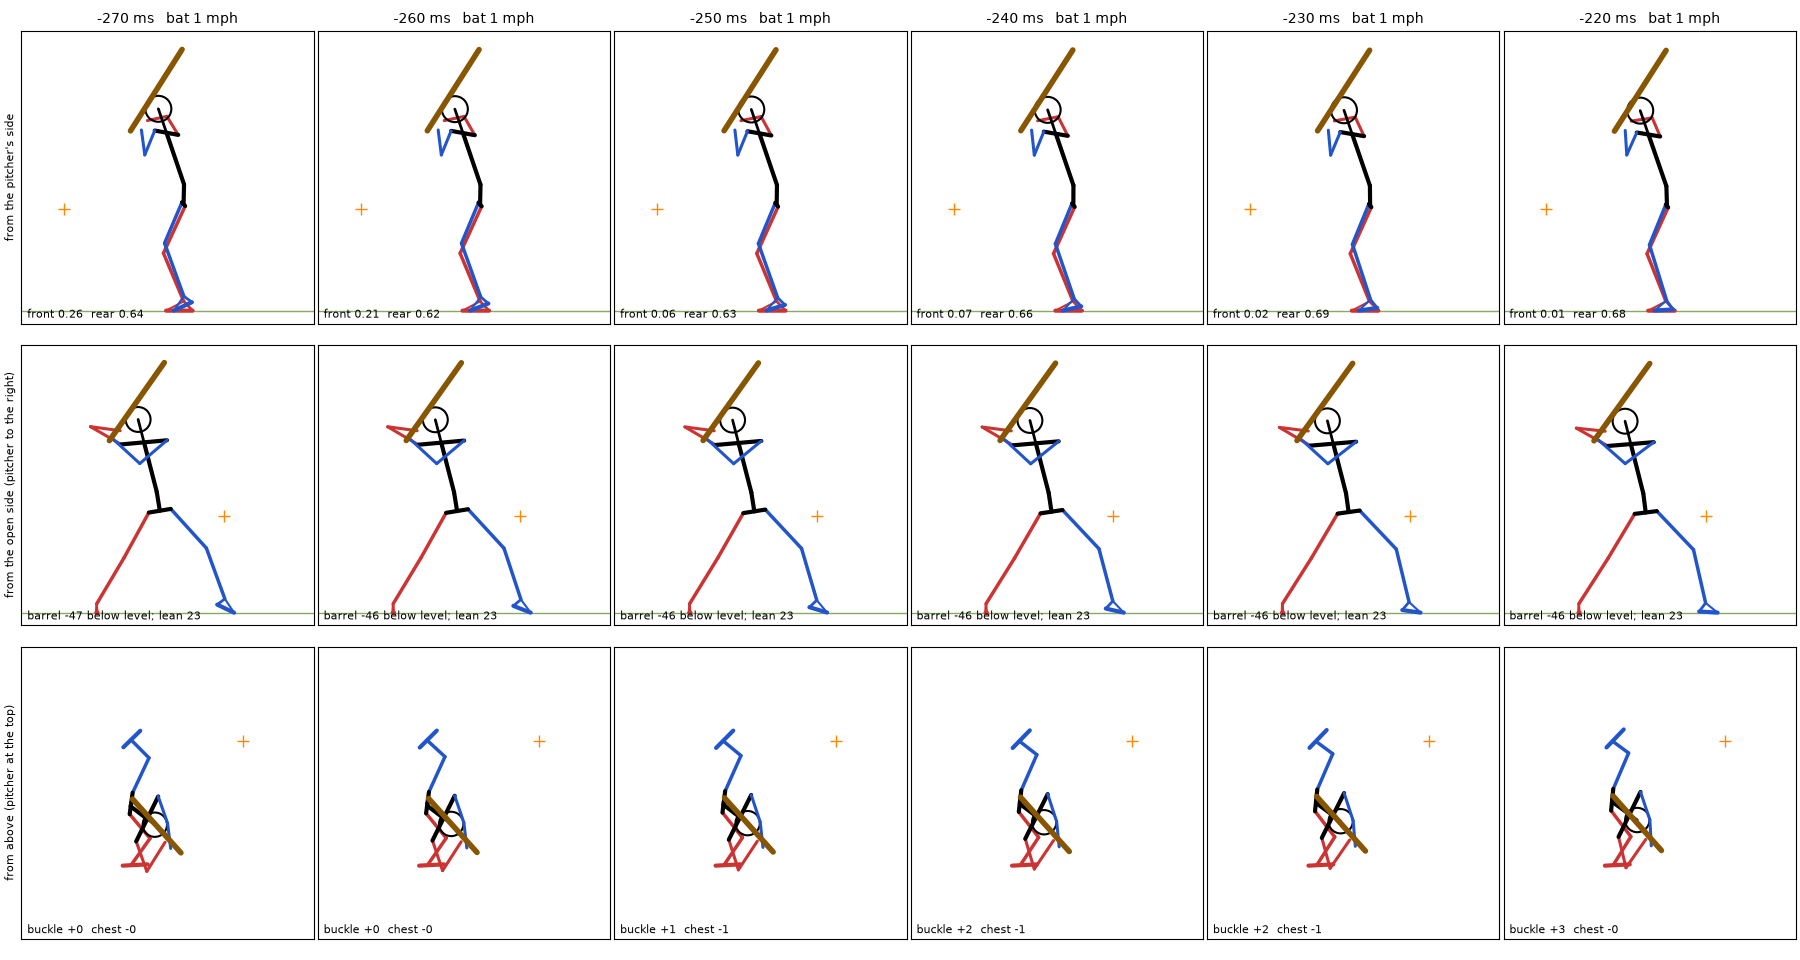 -270 ms bat 1 mph
-260 ms bat 1 mph
-250 ms bat 1 mph
-240 ms bat 1 mph
-230 ms bat 1 mph
-220 ms bat 1 mph
from the pitcher's side
front 0.26 rear 0.64
front 0.21 rear 0.62
front 0.06 rear 0.63
front 0.07 rear 0.66
front 0.02 rear 0.69
front 0.01 rear 0.68
from the open side (pitcher to the right)
barrel -47 below level; lean 23
barrel -46 below level; lean 23
barrel -46 below level; lean 23
barrel -46 below level; lean 23
barrel -46 below level; lean 23
barrel -46 below level; lean 23
from above (pitcher at the top)
buckle +0 chest -0
buckle +0 chest -0
buckle +1 chest -1
buckle +2 chest -1
buckle +2 chest -1
buckle +3 chest -0